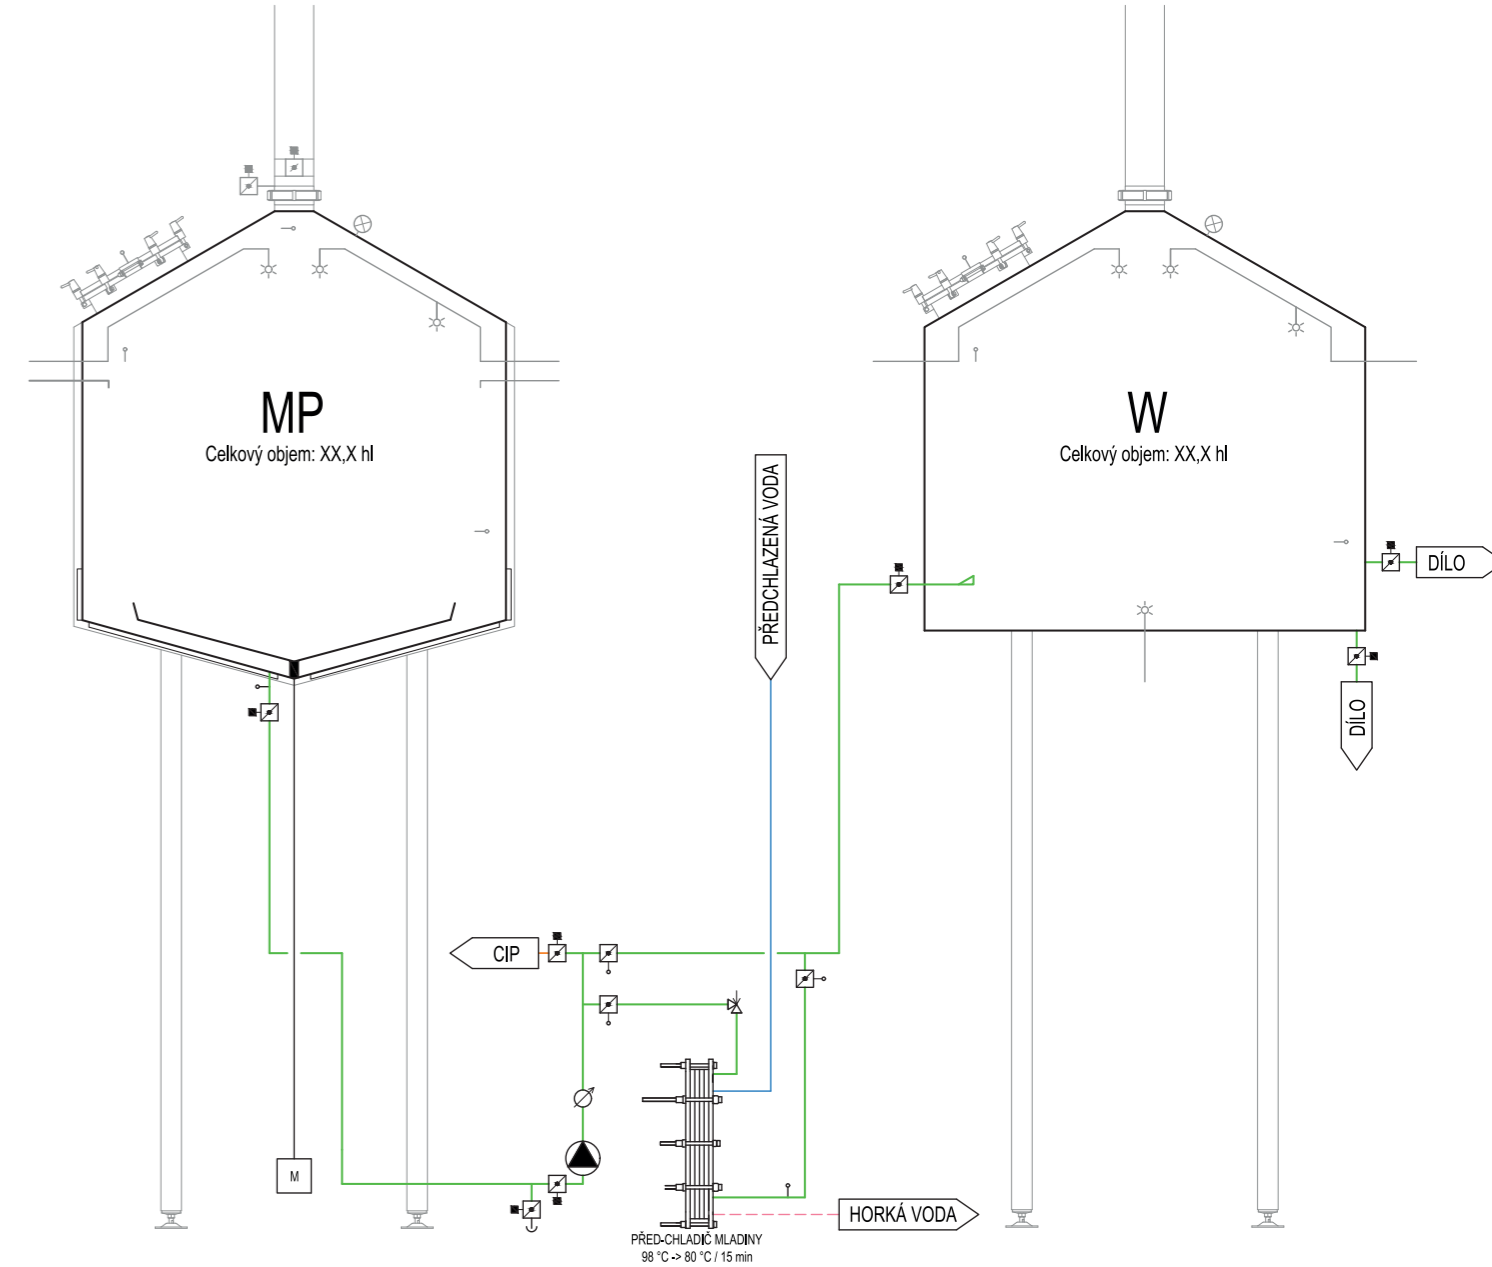 MP
Celkový objem: XX,X hl
W
Celkový objem: XX,X hl
PŘEDCHLAZENÁ VODA
DÍLO
DÍLO
CIP
M
HORKÁ VODA
PŘED-CHLADIČ MLADINY
98 °C -> 80 °C / 15 min